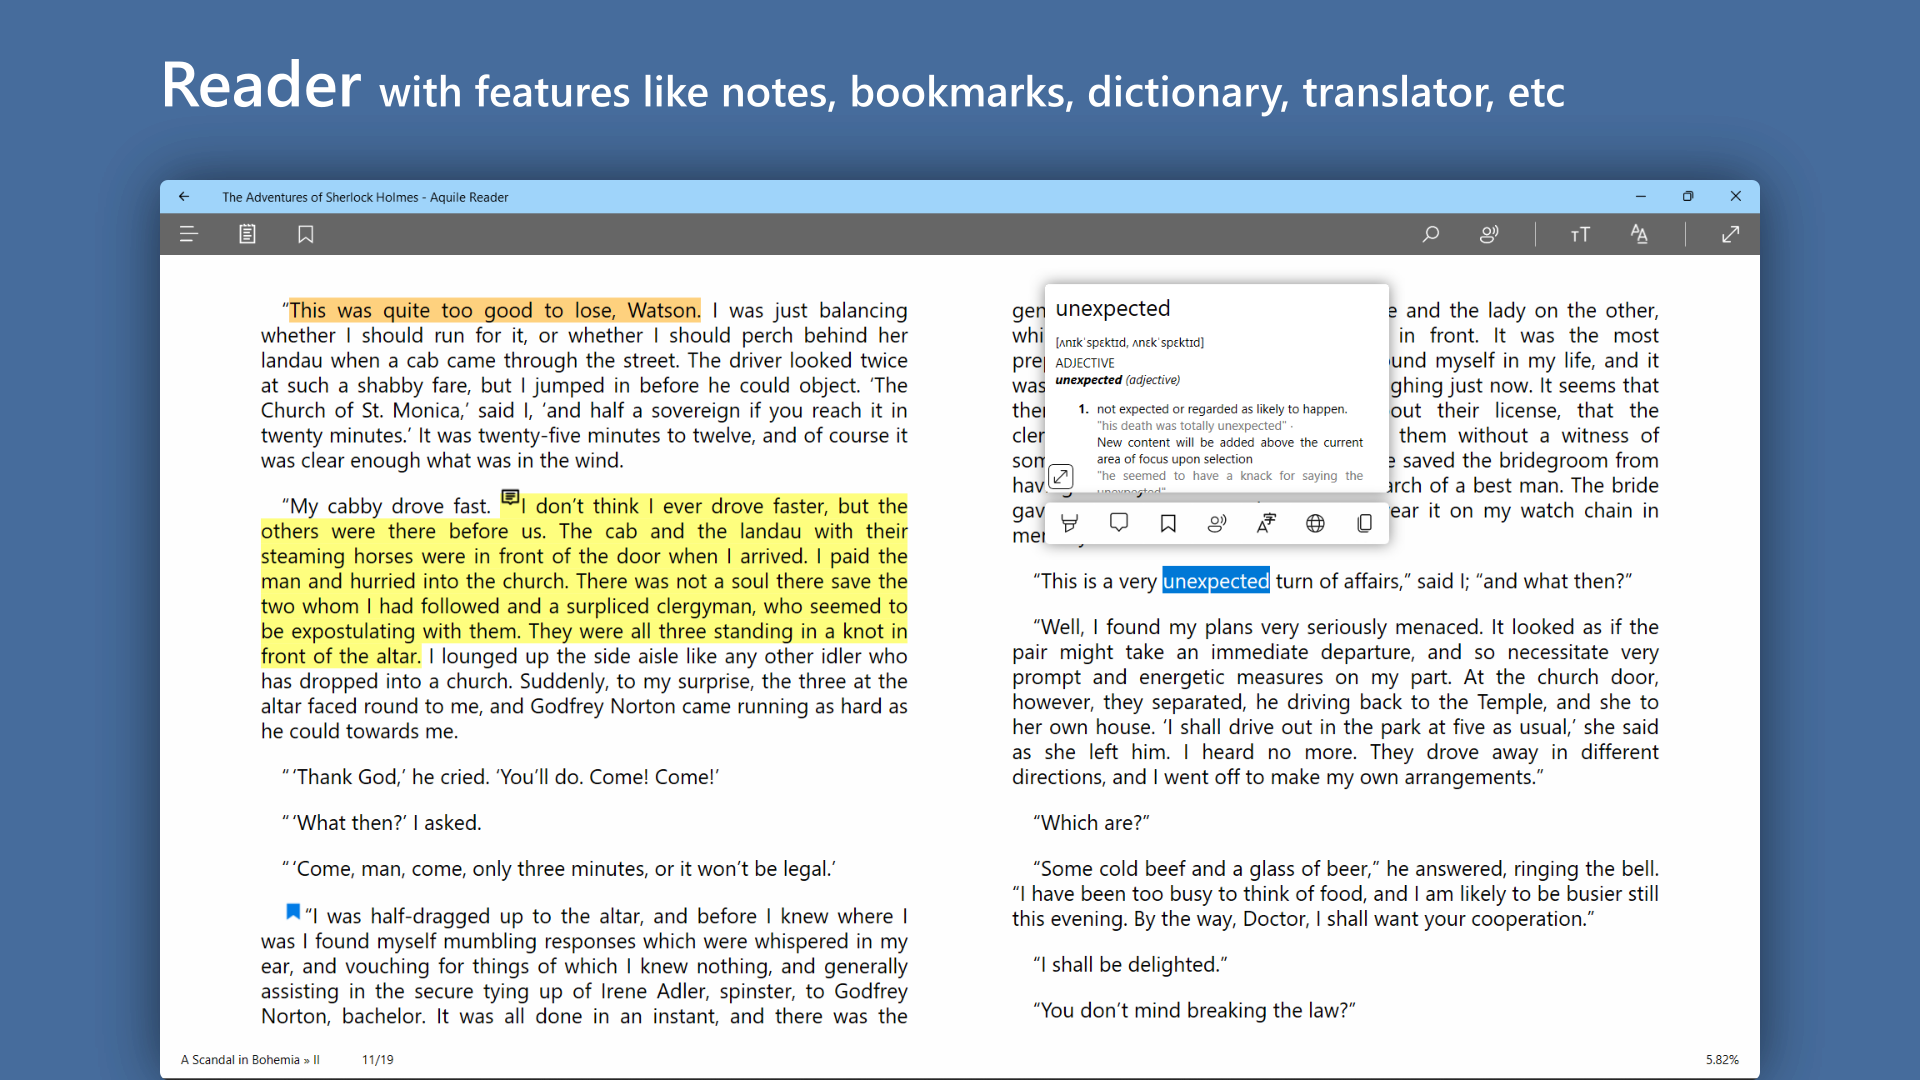 Reader with features like notes, bookmarks, dictionary, translator, etc
The Adventures of Sherlock Holmes - Aquile Reader
“This was quite too good to lose, Watson. I was just balancing
whether I should run for it, or whether I should perch behind her
landau when a cab came through the street. The driver looked twice
at such a shabby fare, but I jumped in before he could object. ‘The
Church of St. Monica,’ said I, ‘and half a sovereign if you reach it in
twenty minutes.’ It was twenty-five minutes to twelve, and of course it
was clear enough what was in the wind.
“My cabby drove fast. I don’t think I ever drove faster, but the
others were there before us. The cab and the landau with their
steaming horses were in front of the door when I arrived. I paid the
man and hurried into the church. There was not a soul there save the
two whom I had followed and a surpliced clergyman, who seemed to
be expostulating with them. They were all three standing in a knot in
front of the altar. I lounged up the side aisle like any other idler who
has dropped into a church. Suddenly, to my surprise, the three at the
altar faced round to me, and Godfrey Norton came running as hard as
he could towards me.
“ ‘Thank God,’ he cried. ‘You’ll do. Come! Come!’
“ ‘What then?’ I asked.
“ ‘Come, man, come, only three minutes, or it won’t be legal.’
“I was half-dragged up to the altar, and before I knew where I
was I found myself mumbling responses which were whispered in my
ear, and vouching for things of which I knew nothing, and generally
assisting in the secure tying up of Irene Adler, spinster, to Godfrey
Norton, bachelor. It was all done in an instant, and there was the
unexpected
[ʌnɪkˈspɛktɪd, ʌnɛkˈspɛktɪd]
ADJECTIVE
unexpected (adjective)
1. not expected or regarded as likely to happen.
"his death was totally unexpected" ·
New content will be added above the current
area of focus upon selection
"he seemed to have a knack for saying the
unexpected"
and the lady on the other,
in front. It was the most
myself in my life, and it
was just now. It seems that
their license, that the
them without a witness of
saved the bridegroom from
of a best man. The bride
it on my watch chain in
“This is a very unexpected turn of affairs,” said I; “and what then?”
“Well, I found my plans very seriously menaced. It looked as if the
pair might take an immediate departure, and so necessitate very
prompt and energetic measures on my part. At the church door,
however, they separated, he driving back to the Temple, and she to
her own house. ‘I shall drive out in the park at five as usual,’ she said
as she left him. I heard no more. They drove away in different
directions, and I went off to make my own arrangements.”
“Which are?”
“Some cold beef and a glass of beer,” he answered, ringing the bell.
“I have been too busy to think of food, and I am likely to be busier still
this evening. By the way, Doctor, I shall want your cooperation.”
“I shall be delighted.”
“You don’t mind breaking the law?”
A Scandal in Bohemia » II 11/19
5.82%